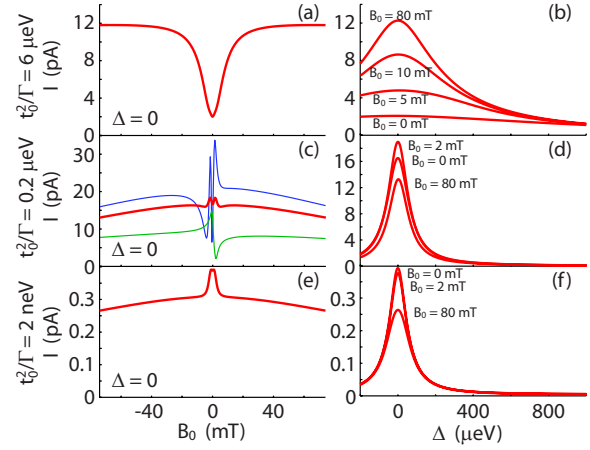 t₀²/Γ = 6 μeV
I (pA)
12
8
4
0
(a)
Δ = 0
12
8
4
0
(b)
B₀ = 80 mT
B₀ = 10 mT
B₀ = 5 mT
B₀ = 0 mT
t₀²/Γ = 0.2 μeV
I (pA)
30
20
10
0
(c)
Δ = 0
16
12
8
4
0
(d)
B₀ = 2 mT
B₀ = 0 mT
B₀ = 80 mT
t₀²/Γ = 2 neV
I (pA)
0.3
0.2
0.1
0
(e)
Δ = 0
-40 0 40
B₀ (mT)
0.3
0.2
0.1
0
(f)
B₀ = 0 mT
B₀ = 2 mT
B₀ = 80 mT
0 400 800
Δ (μeV)